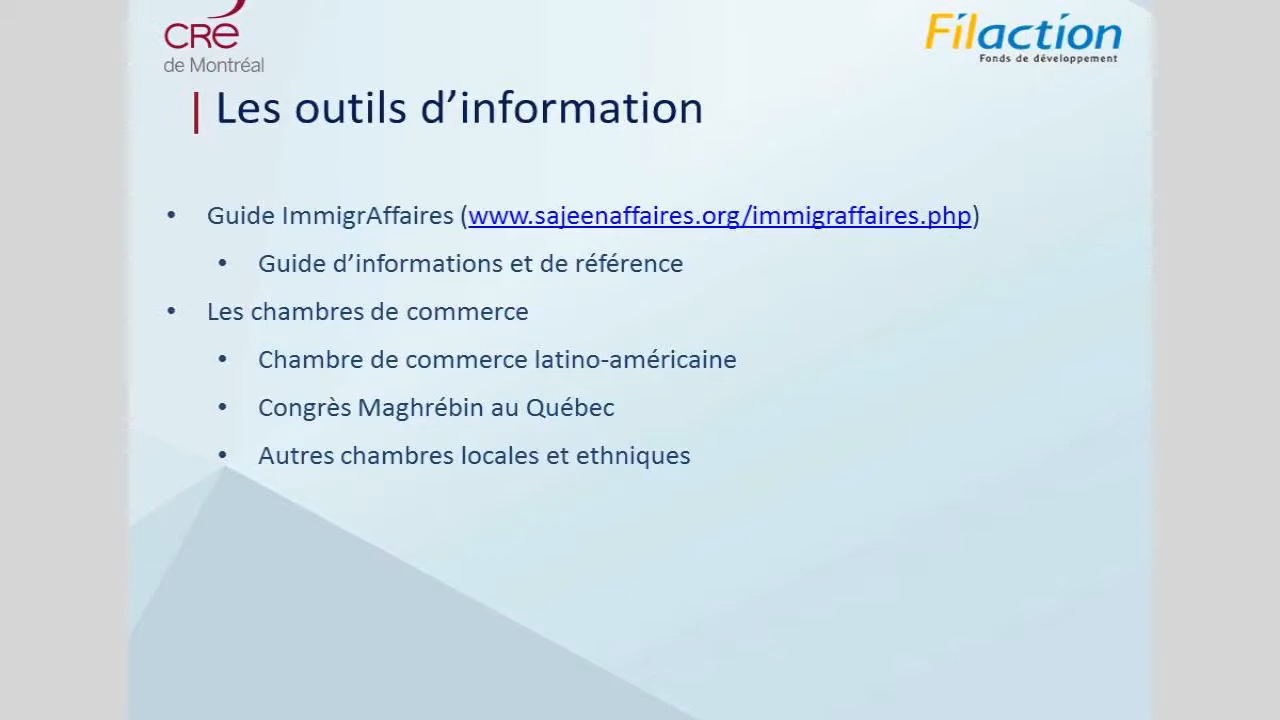 CRE
de Montréal
Filaction
Fonds de développement
| Les outils d’information
• Guide ImmigrAffaires (www.sajeenaffaires.org/immigraffaires.php)
• Guide d’informations et de référence
• Les chambres de commerce
• Chambre de commerce latino-américaine
• Congrès Maghrébin au Québec
• Autres chambres locales et ethniques